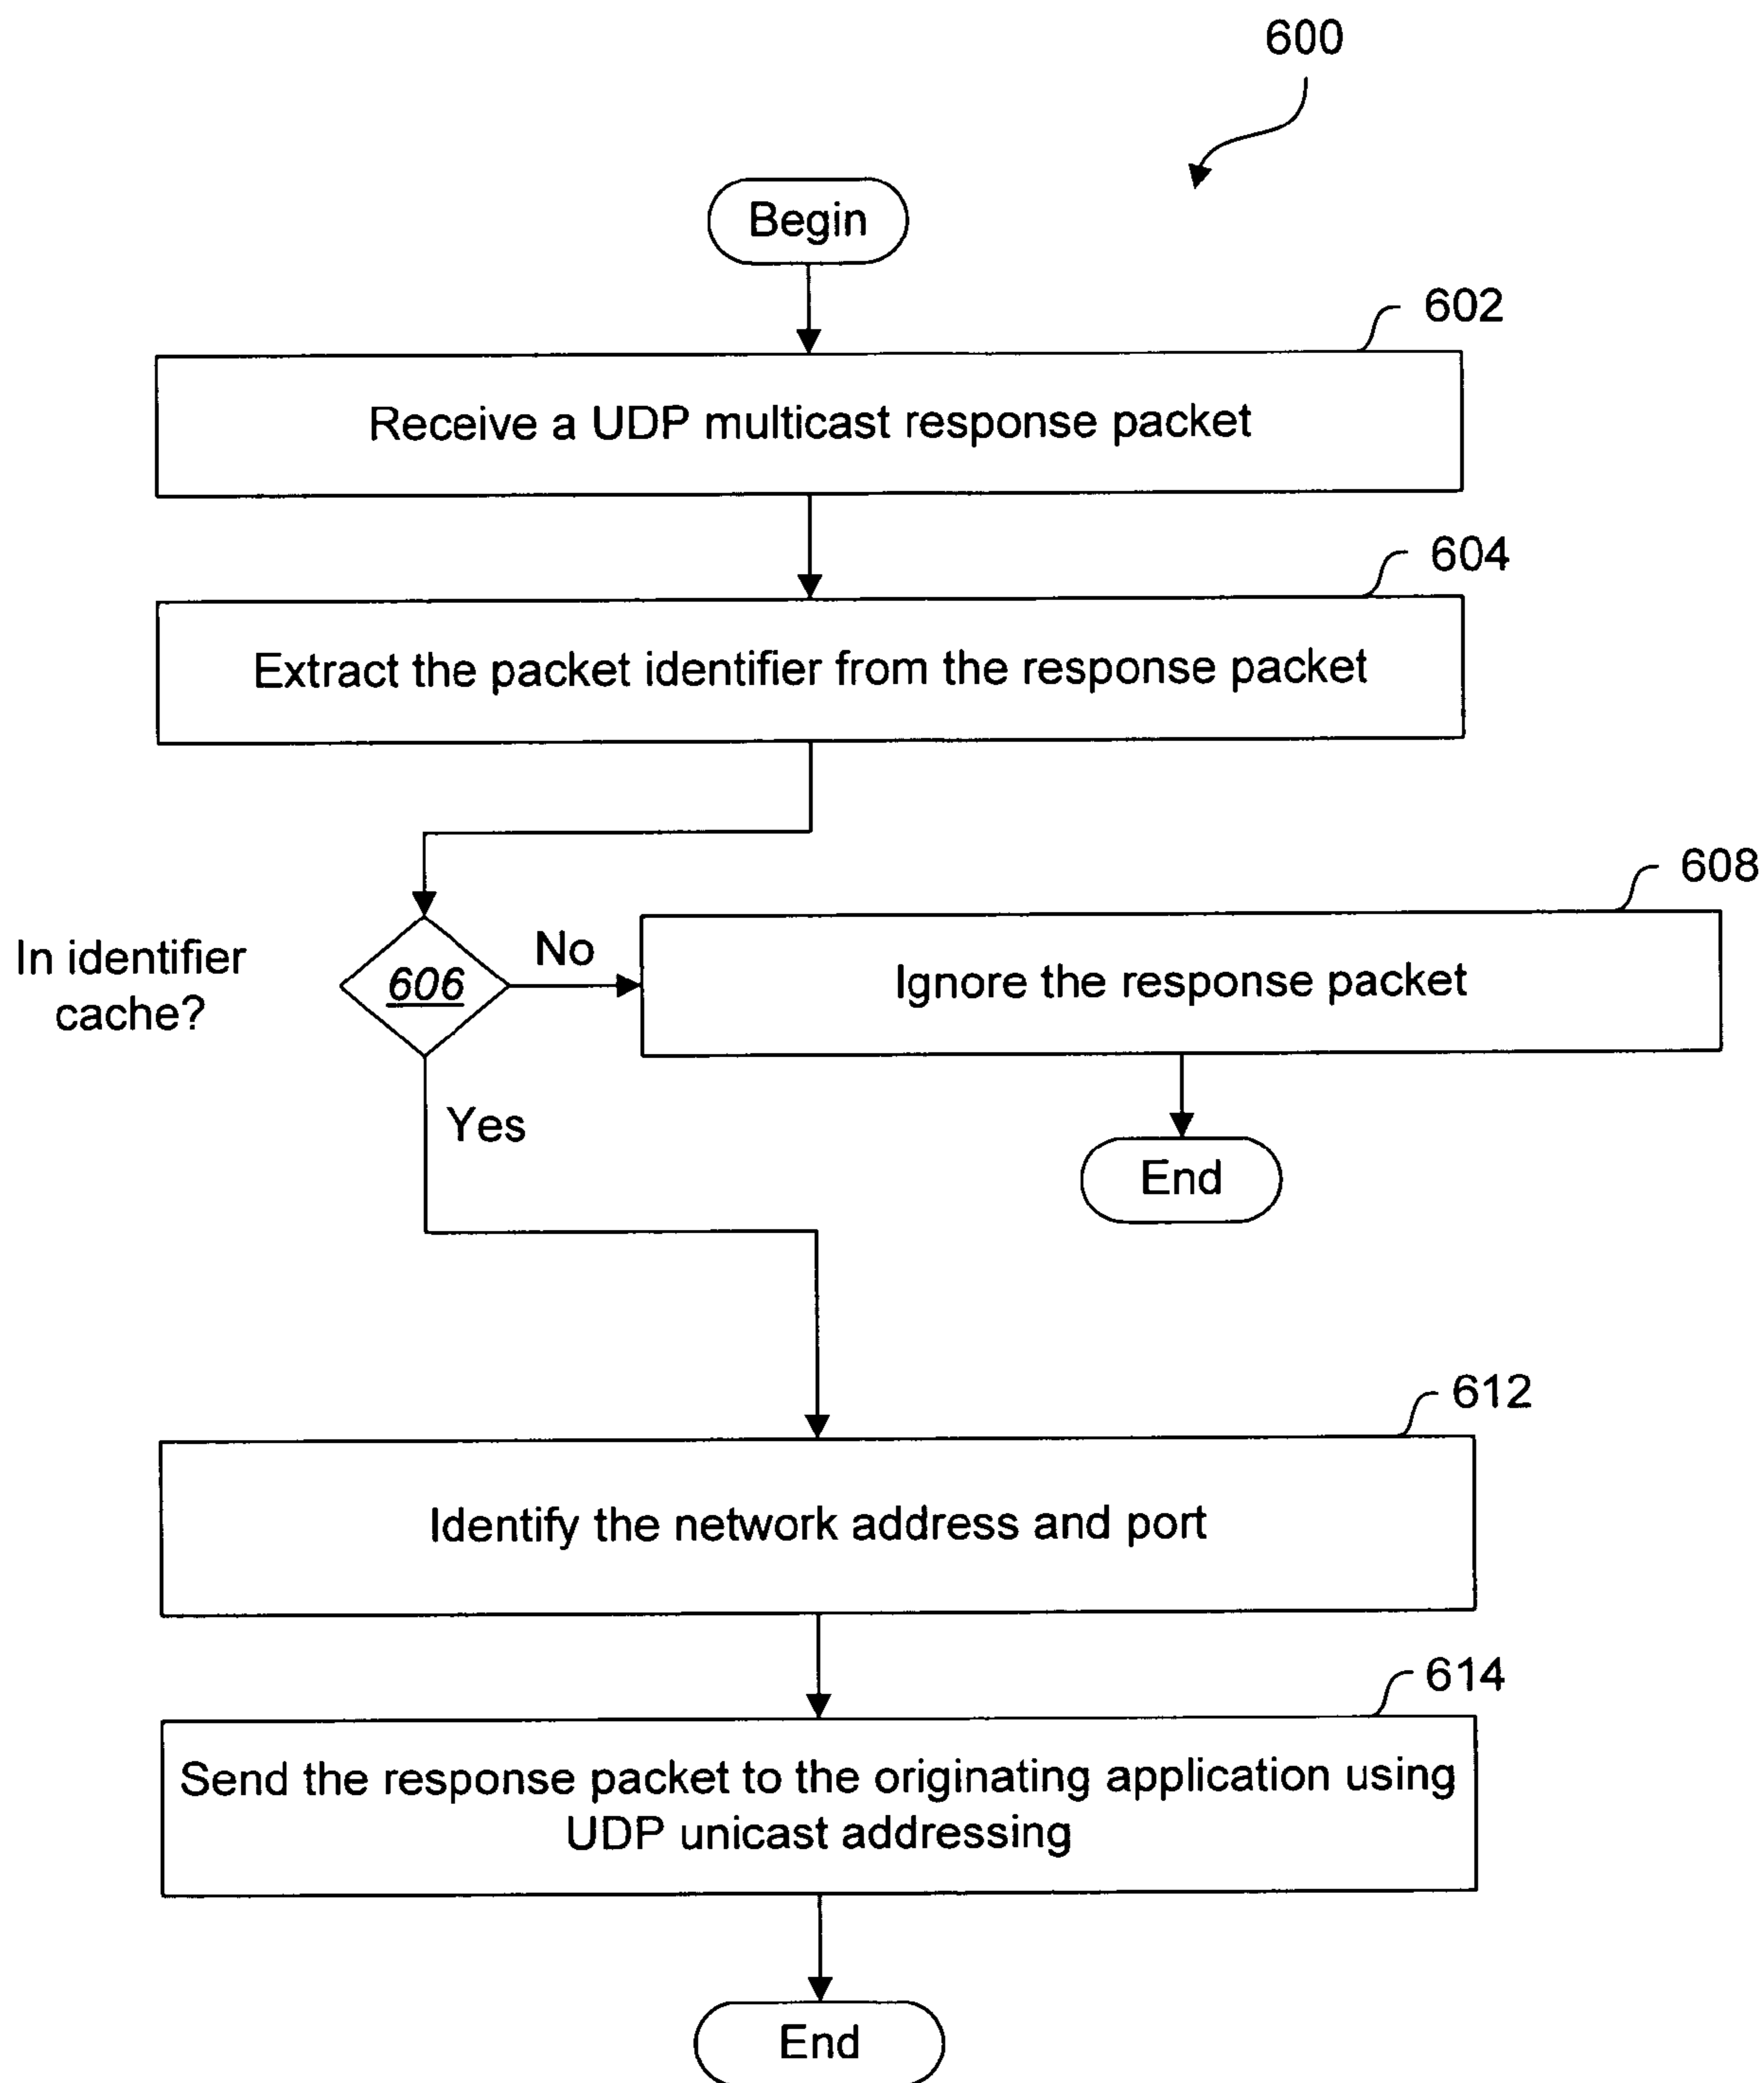 600
Begin
602
Receive a UDP multicast response packet
604
Extract the packet identifier from the response packet
608
In identifier
cache?
606
No
Ignore the response packet
Yes
End
612
Identify the network address and port
614
Send the response packet to the originating application using
UDP unicast addressing
End